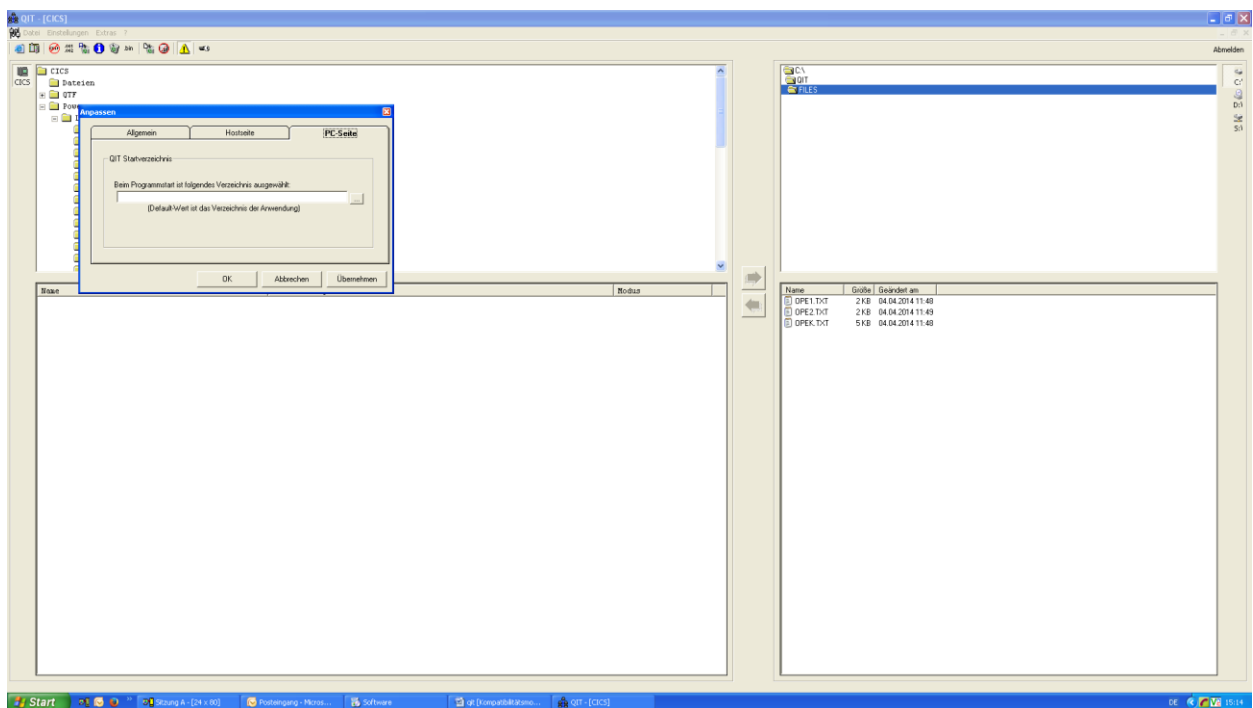 QIT - [CICS]
Datei Einstellungen Extras ?
.bin
Abmelden
CICS
CICS
Dateien
QTF
Anpassen
Allgemein Hostseite PC-Seite
QIT Startverzeichnis
Beim Programmstart ist folgendes Verzeichnis ausgewählt:
...
(Default-Wert ist das Verzeichnis der Anwendung)
OK Abbrechen Übernehmen
Name Modus
C:\
QIT
FILES
C:\
D:\
S:\
Name Größe Geändert am
OPE1.TXT 2 KB 04.04.2014 11:48
OPE2.TXT 2 KB 04.04.2014 11:49
OPEK.TXT 5 KB 04.04.2014 11:48
Start
Sitzung A - [24 x 80]
Posteingang - Micros...
Software
qit [Kompatibilitätsmo...
QIT - [CICS]
DE
15:14